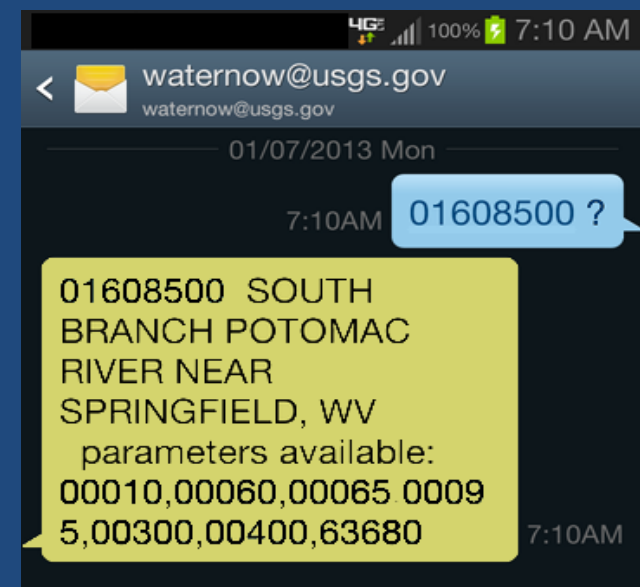 4GE 100% 7:10 AM
waternow@usgs.gov
waternow@usgs.gov
01/07/2013 Mon
7:10AM 01608500 ?
01608500 SOUTH
BRANCH POTOMAC
RIVER NEAR
SPRINGFIELD, WV
parameters available:
00010,00060,00065.0009
5,00300,00400,63680 7:10AM